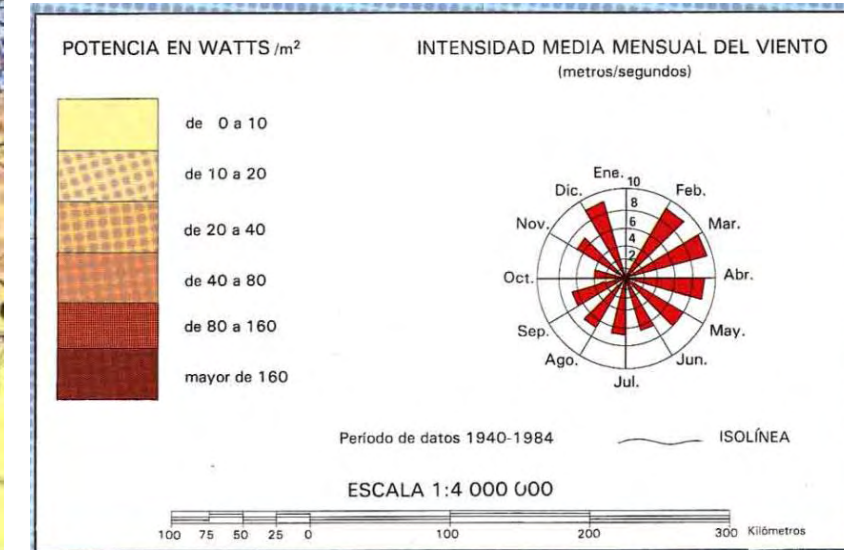 POTENCIA EN WATTS /m²
de 0 a 10
de 10 a 20
de 20 a 40
de 40 a 80
de 80 a 160
mayor de 160
INTENSIDAD MEDIA MENSUAL DEL VIENTO
(metros/segundos)
Ene.
Feb.
Mar.
Abr.
May.
Jun.
Jul.
Ago.
Sep.
Oct.
Nov.
Dic.
10
8
6
4
2
Período de datos 1940-1984
ISOLÍNEA
ESCALA 1:4 000 000
100 75 50 25 0 100 200 300 Kilómetros